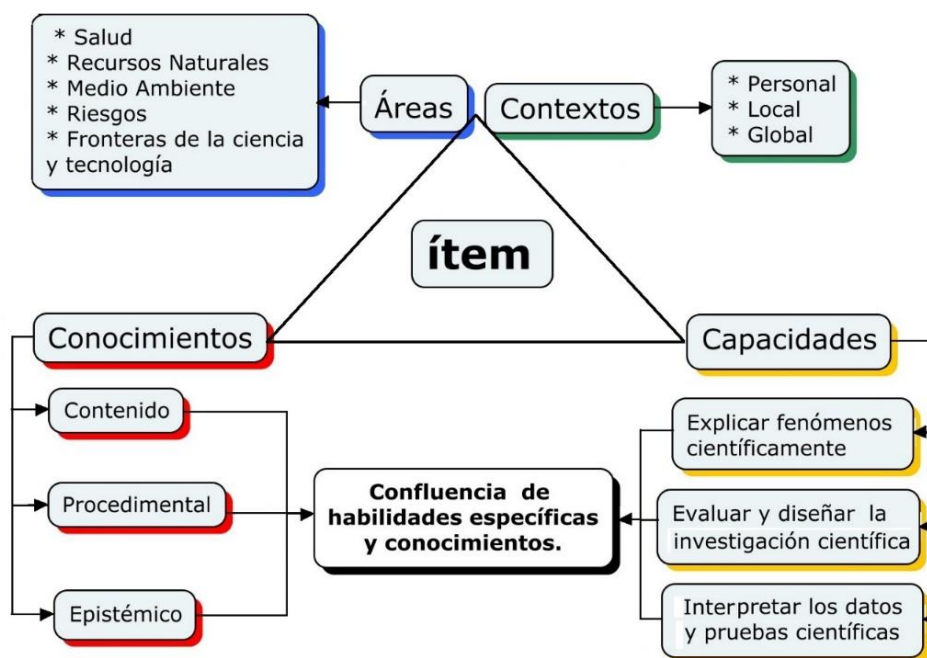 * Salud
* Recursos Naturales
* Medio Ambiente
* Riesgos
* Fronteras de la ciencia
y tecnología
Áreas
Contextos
* Personal
* Local
* Global
ítem
Conocimientos
Capacidades
Contenido
Procedimental
Epistémico
Confluencia de
habilidades específicas
y conocimientos.
Explicar fenómenos
científicamente
Evaluar y diseñar la
investigación científica
Interpretar los datos
y pruebas científicas